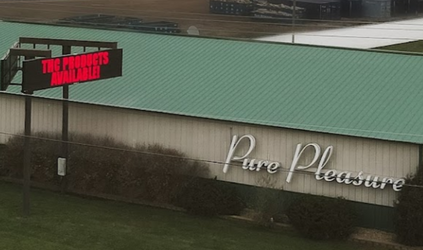 THC PRODUCTS
AVAILABLE!
Pure Pleasure